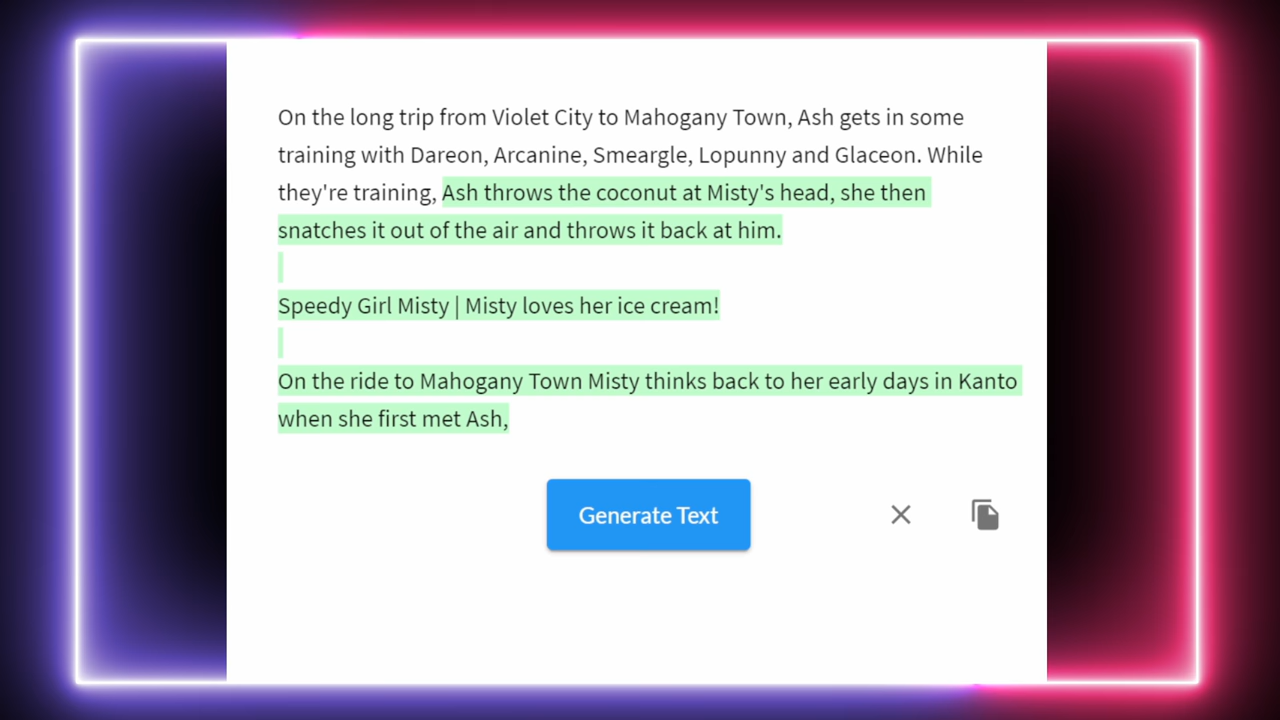 On the long trip from Violet City to Mahogany Town, Ash gets in some
training with Dareon, Arcanine, Smeargle, Lopunny and Glaceon. While
they're training, Ash throws the coconut at Misty's head, she then
snatches it out of the air and throws it back at him.
Speedy Girl Misty | Misty loves her ice cream!
On the ride to Mahogany Town Misty thinks back to her early days in Kanto
when she first met Ash,
Generate Text